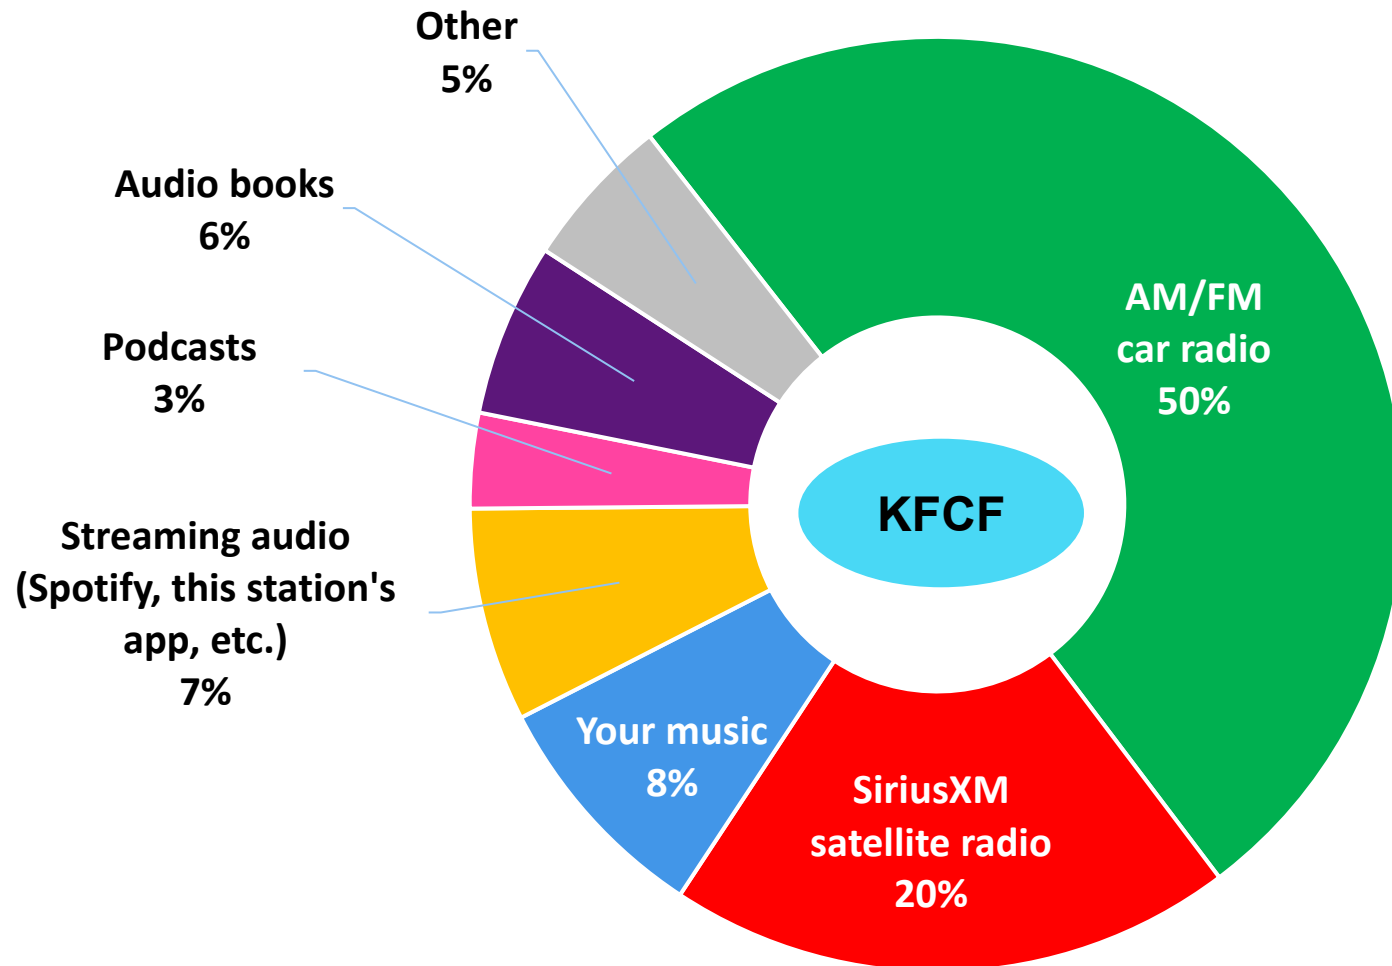 Other
5%
Audio books
6%
Podcasts
3%
Streaming audio
(Spotify, this station's
app, etc.)
7%
Your music
8%
SiriusXM
satellite radio
20%
AM/FM
car radio
50%
KFCF